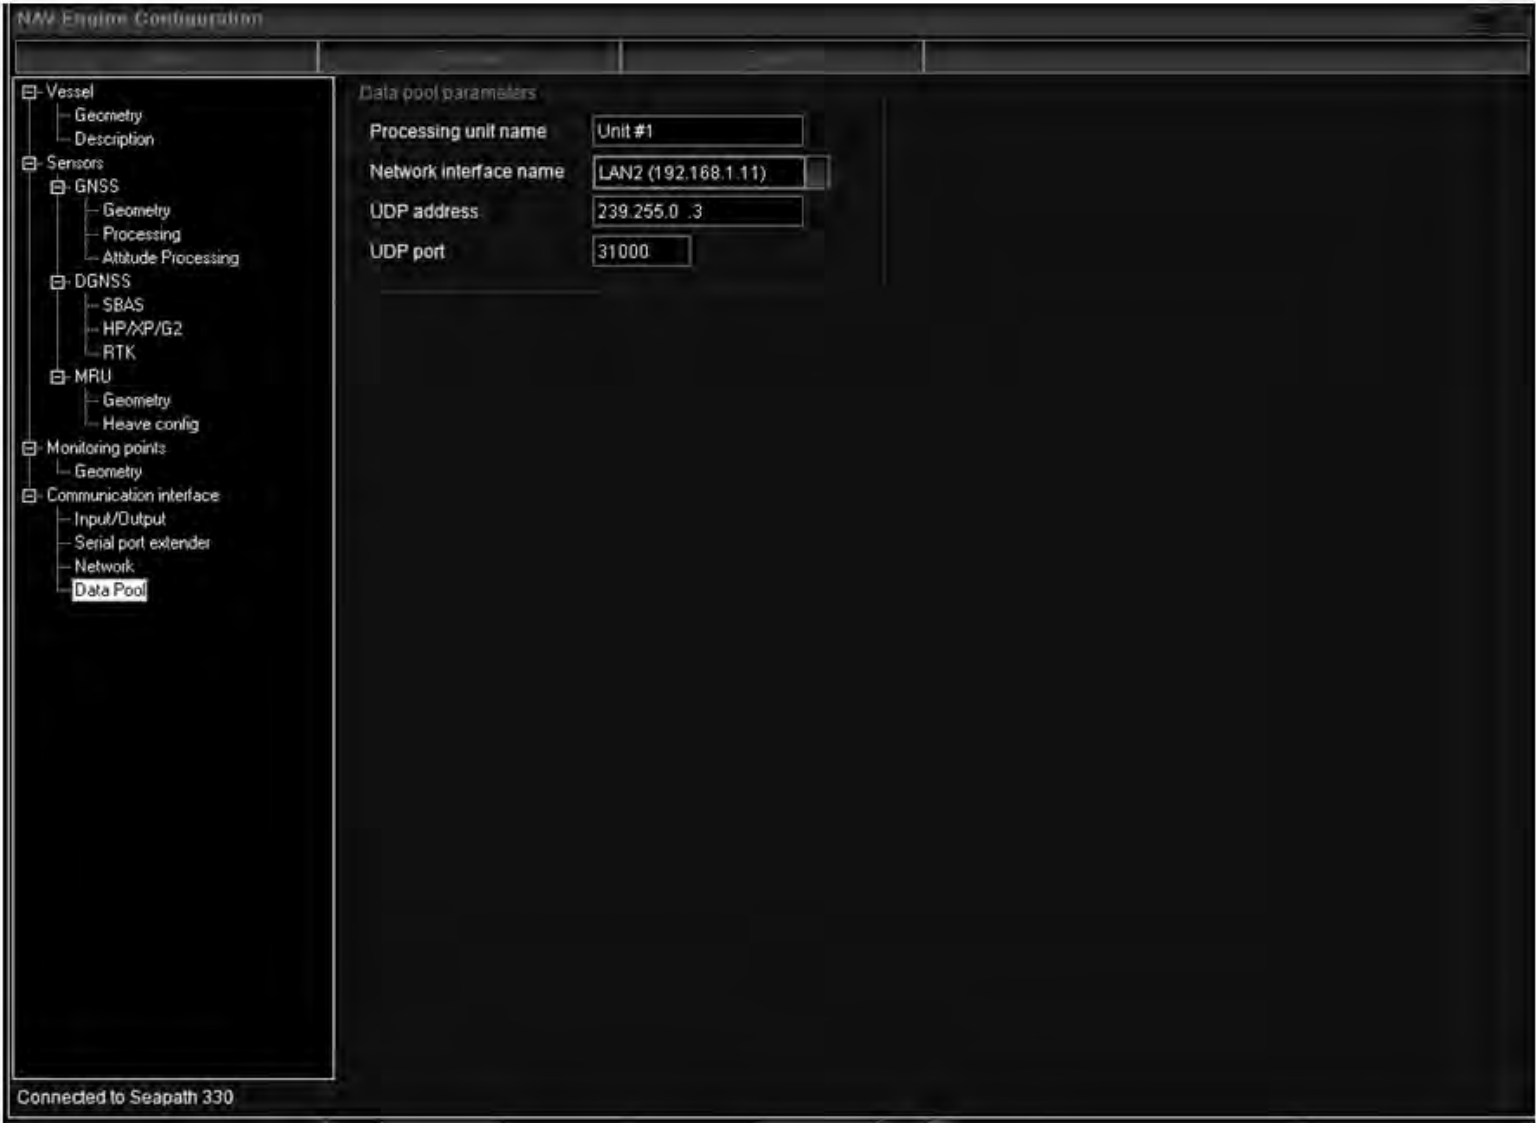 NAV Engine Configuration
Vessel
Geometry
Description
Sensors
GNSS
Geometry
Processing
Attitude Processing
DGNSS
SBAS
HP/XP/G2
RTK
MRU
Geometry
Heave config
Monitoring points
Geometry
Communication interface
Input/Output
Serial port extender
Network
Data Pool
Data pool parameters
Processing unit name
Unit #1
Network interface name
LAN2 (192.168.1.11)
UDP address
239.255.0 .3
UDP port
31000
Connected to Seapath 330